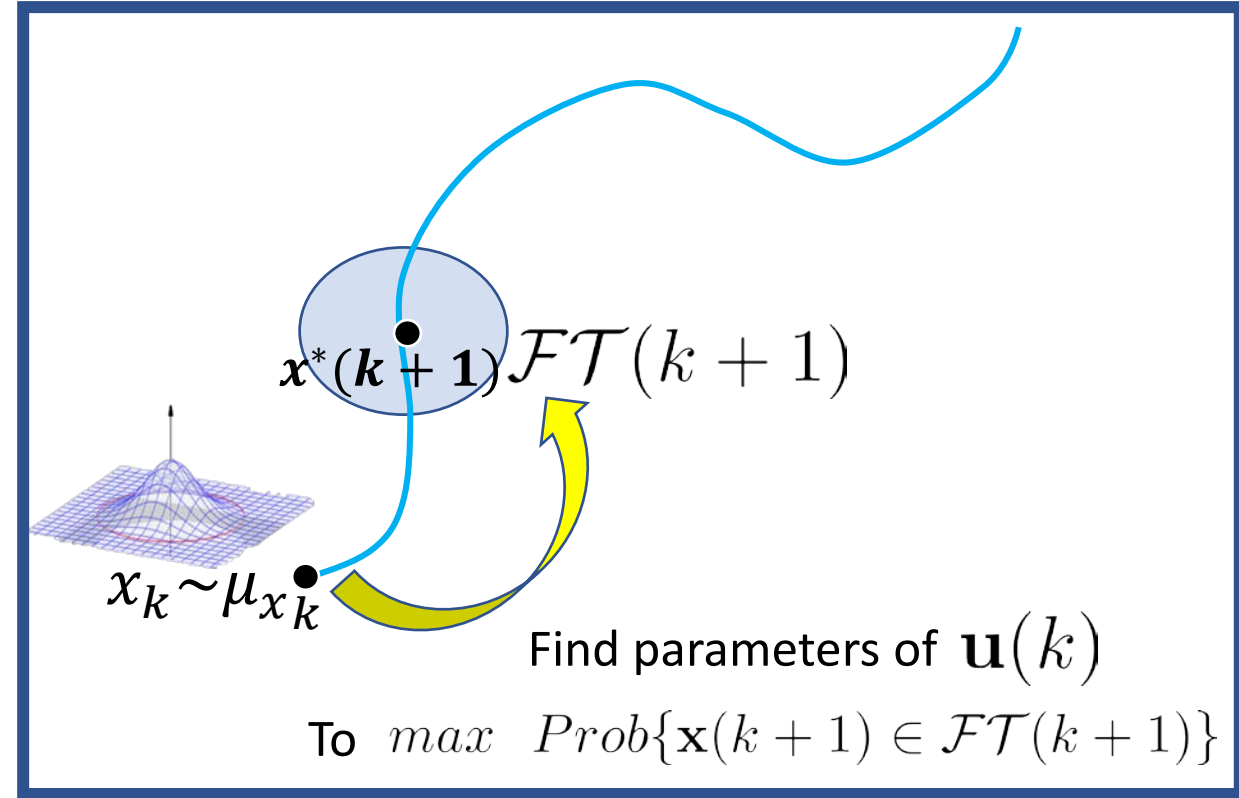 x*(k + 1) ℱ𝒯(k + 1)
x_k~μ_{x_k}
Find parameters of u(k)
To max Prob{x(k + 1) ∈ ℱ𝒯(k + 1)}